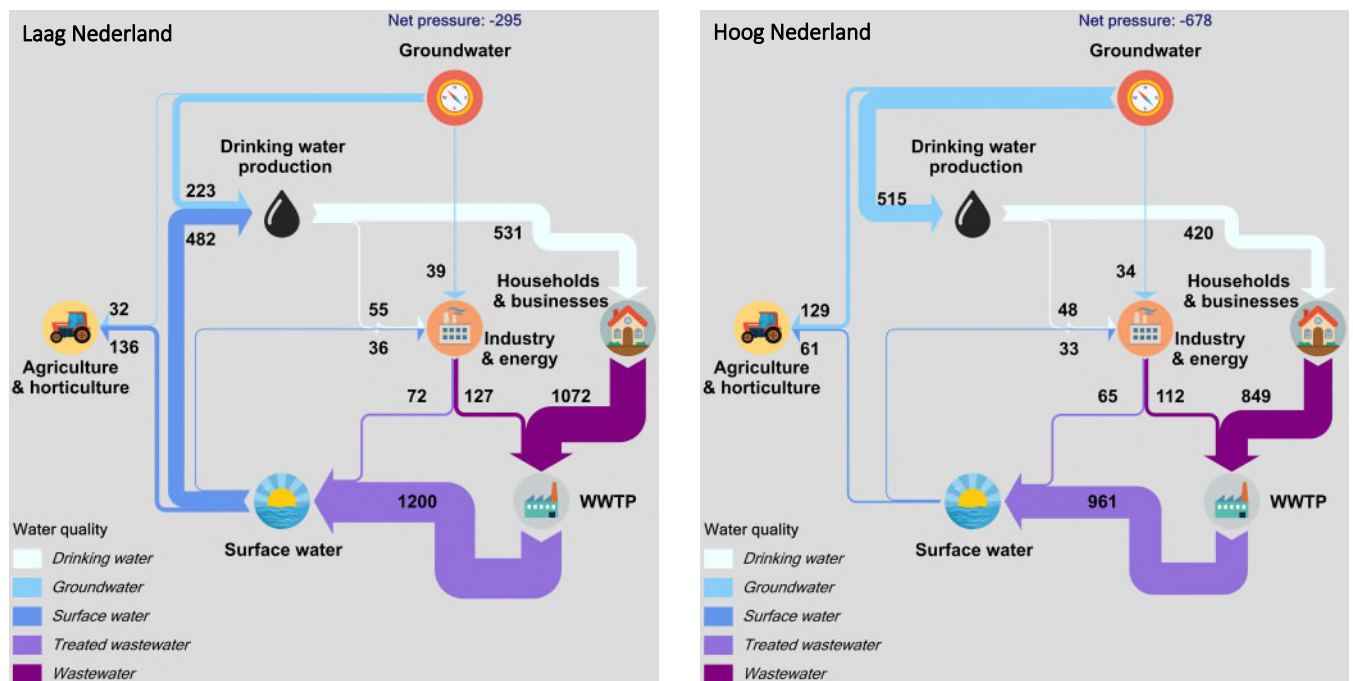 Laag Nederland
Net pressure: -295
Groundwater
Drinking water
production
223
482
531
39
Households
& businesses
32
136
55
36
Industry
& energy
Agriculture
& horticulture
72
127
1072
1200
WWTP
Surface water
Water quality
Drinking water
Groundwater
Surface water
Treated wastewater
Wastewater
Hoog Nederland
Net pressure: -678
Groundwater
Drinking water
production
515
420
34
Households
& businesses
129
61
48
33
Industry
& energy
Agriculture
& horticulture
65
112
849
961
WWTP
Surface water
Water quality
Drinking water
Groundwater
Surface water
Treated wastewater
Wastewater